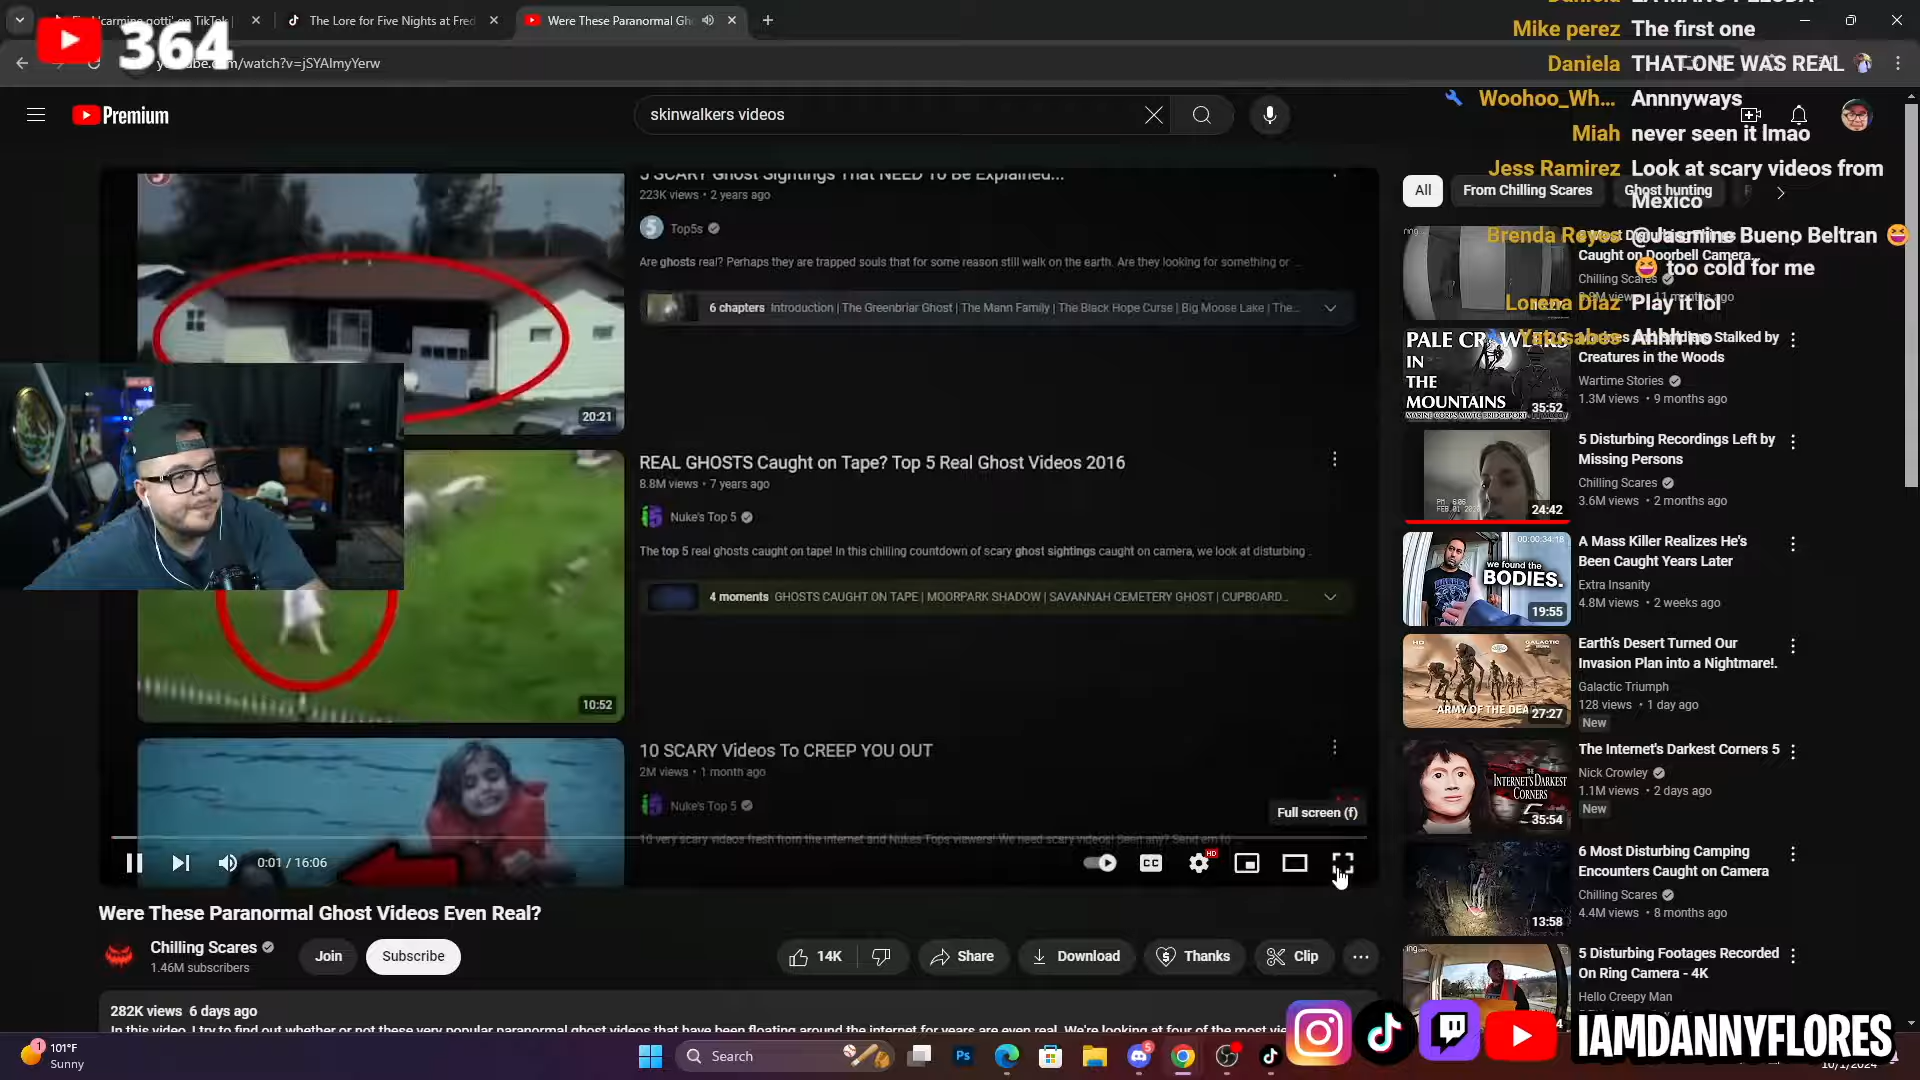 on TikTok
The Lore for Five Nights at Fred
Were These Paranormal Gh
364
youtube.com/watch?v=jSYAlmyYerw
Premium
skinwalkers videos
Mike perez The first one
Daniela THAT ONE WAS REAL
Woohoo_Wh... Annnyways
Miah never seen it lmao
Jess Ramirez Look at scary videos from
Mexico
Brenda Reyes @Jasmine Bueno Beltran 😆
😆 too cold for me
Lorena Diaz Play it lol
Yatusabes Ahhh no
5 SCARY Ghost Sightings That NEED To Be Explained...
223K views • 2 years ago
Top5s
Are ghosts real? Perhaps they are trapped souls that for some reason still walk on the earth. Are they looking for something or ...
6 chapters Introduction | The Greenbriar Ghost | The Mann Family | The Black Hope Curse | Big Moose Lake | The...
20:21
REAL GHOSTS Caught on Tape? Top 5 Real Ghost Videos 2016
8.8M views • 7 years ago
Nuke's Top 5
The top 5 real ghosts caught on tape! In this chilling countdown of scary ghost sightings caught on camera, we look at disturbing ...
4 moments GHOSTS CAUGHT ON TAPE | MOORPARK SHADOW | SAVANNAH CEMETERY GHOST | CUPBOARD...
10:52
10 SCARY Videos To CREEP YOU OUT
2M views • 1 month ago
Nuke's Top 5
10 very scary videos fresh from the internet and Nukes Tops viewers! We need scary videos! Send any? Send em to
Full screen (f)
0:01 / 16:06
CC
HD
Were These Paranormal Ghost Videos Even Real?
Chilling Scares
1.46M subscribers
Join
Subscribe
14K
Share
Download
Thanks
Clip
282K views 6 days ago
In this video, I try to find out whether or not these very popular paranormal ghost videos that have been floating around the internet for years are even real. We're looking at four of the most
All
From Chilling Scares
Ghost hunting
Caught on Doorbell Camera...
Chilling Scares
11 months ago
PALE CRAWLERS
IN
THE
MOUNTAINS
35:52
Stalked by
Creatures in the Woods
Wartime Stories
1.3M views • 9 months ago
5 Disturbing Recordings Left by
Missing Persons
Chilling Scares
3.6M views • 2 months ago
24:42
A Mass Killer Realizes He's
Been Caught Years Later
Extra Insanity
4.8M views • 2 weeks ago
00:00:34:18
we found the
BODIES.
19:55
Earth's Desert Turned Our
Invasion Plan into a Nightmare!.
Galactic Triumph
128 views • 1 day ago
New
ARMY OF THE DEA
27:27
The Internet's Darkest Corners 5
Nick Crowley
1.1M views • 2 days ago
New
THE
INTERNET'S DARKEST
CORNERS
35:54
6 Most Disturbing Camping
Encounters Caught on Camera
Chilling Scares
4.4M views • 8 months ago
13:58
5 Disturbing Footages Recorded
On Ring Camera - 4K
Hello Creepy Man
IAMDANNYFLORES
101°F
Sunny
Search
10/1/2024